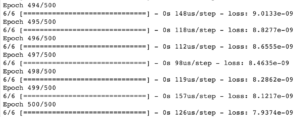 Epoch 494/500
6/6 [==============================] - 0s 148us/step - loss: 9.0133e-09
Epoch 495/500
6/6 [==============================] - 0s 118us/step - loss: 8.8277e-09
Epoch 496/500
6/6 [==============================] - 0s 112us/step - loss: 8.6555e-09
Epoch 497/500
6/6 [==============================] - 0s 98us/step - loss: 8.4635e-09
Epoch 498/500
6/6 [==============================] - 0s 119us/step - loss: 8.2862e-09
Epoch 499/500
6/6 [==============================] - 0s 157us/step - loss: 8.1217e-09
Epoch 500/500
6/6 [==============================] - 0s 126us/step - loss: 7.9374e-09